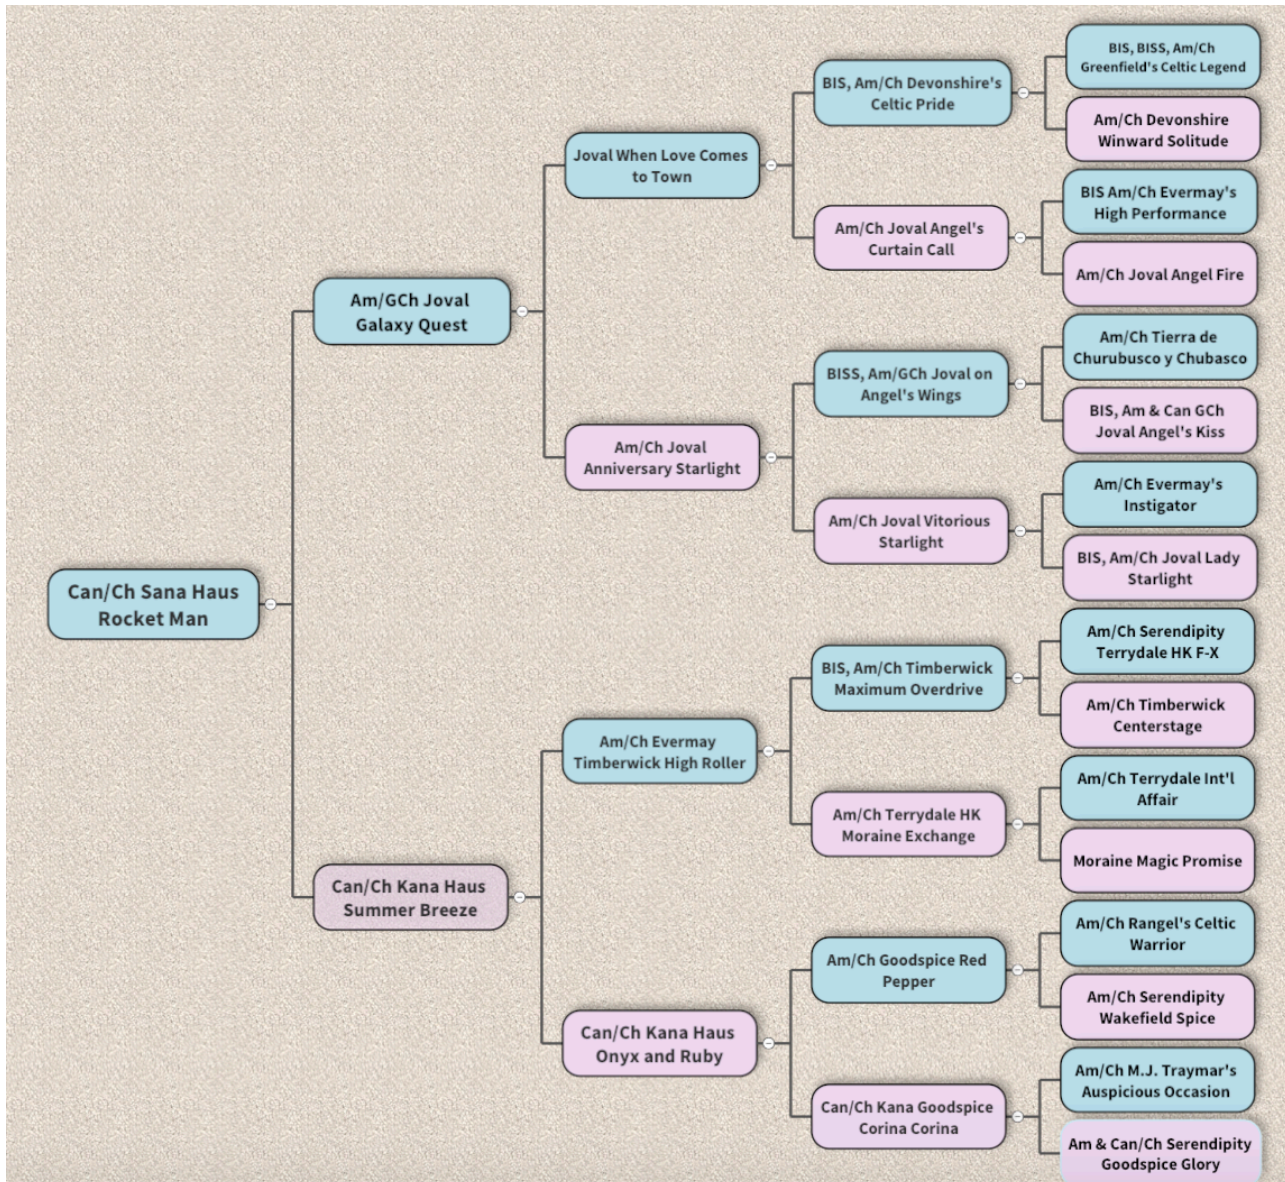 BIS, BISS, Am/Ch
Greenfield's Celtic Legend
BIS, Am/Ch Devonshire's
Celtic Pride
Am/Ch Devonshire
Winward Solitude
Joval When Love Comes
to Town
BIS Am/Ch Evermay's
High Performance
Am/Ch Joval Angel's
Curtain Call
Am/Ch Joval Angel Fire
Am/GCh Joval
Galaxy Quest
Am/Ch Tierra de
Churubusco y Chubasco
BISS, Am/GCh Joval on
Angel's Wings
BIS, Am & Can GCh
Joval Angel's Kiss
Am/Ch Joval
Anniversary Starlight
Am/Ch Evermay's
Instigator
Am/Ch Joval Vitorious
Starlight
BIS, Am/Ch Joval Lady
Starlight
Can/Ch Sana Haus
Rocket Man
Am/Ch Serendipity
Terrydale HK F-X
BIS, Am/Ch Timberwick
Maximum Overdrive
Am/Ch Timberwick
Centerstage
Am/Ch Evermay
Timberwick High Roller
Am/Ch Terrydale Int'l
Affair
Am/Ch Terrydale HK
Moraine Exchange
Moraine Magic Promise
Can/Ch Kana Haus
Summer Breeze
Am/Ch Rangel's Celtic
Warrior
Am/Ch Goodspice Red
Pepper
Am/Ch Serendipity
Wakefield Spice
Can/Ch Kana Haus
Onyx and Ruby
Am/Ch M.J. Traymar's
Auspicious Occasion
Can/Ch Kana Goodspice
Corina Corina
Am & Can/Ch Serendipity
Goodspice Glory